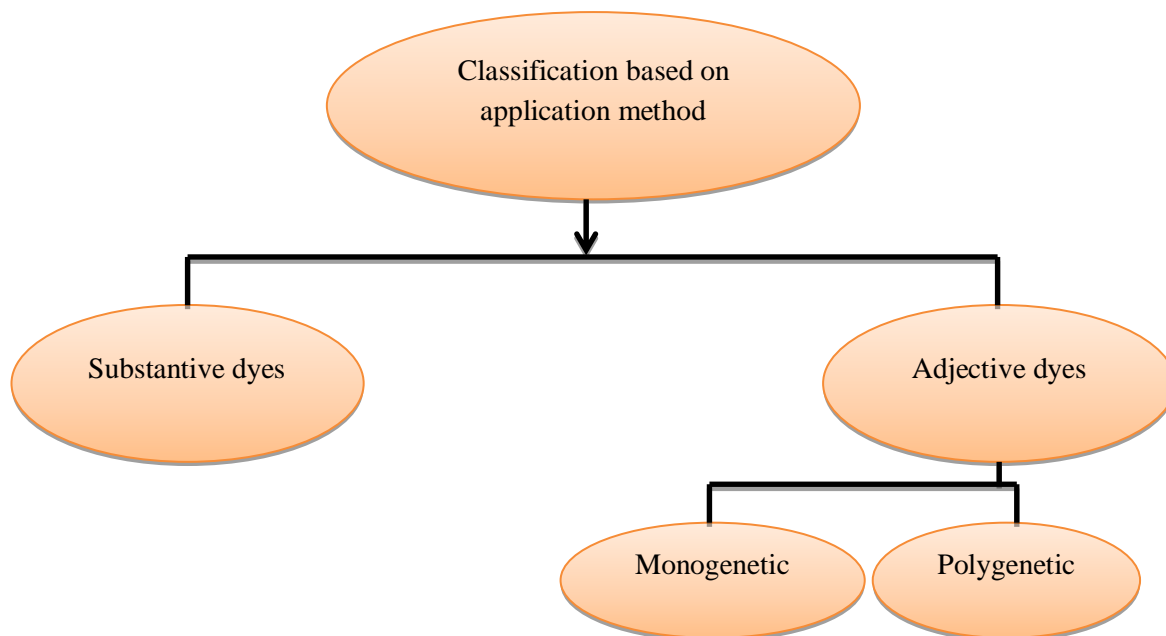 Classification based on
application method
Substantive dyes
Adjective dyes
Monogenetic
Polygenetic